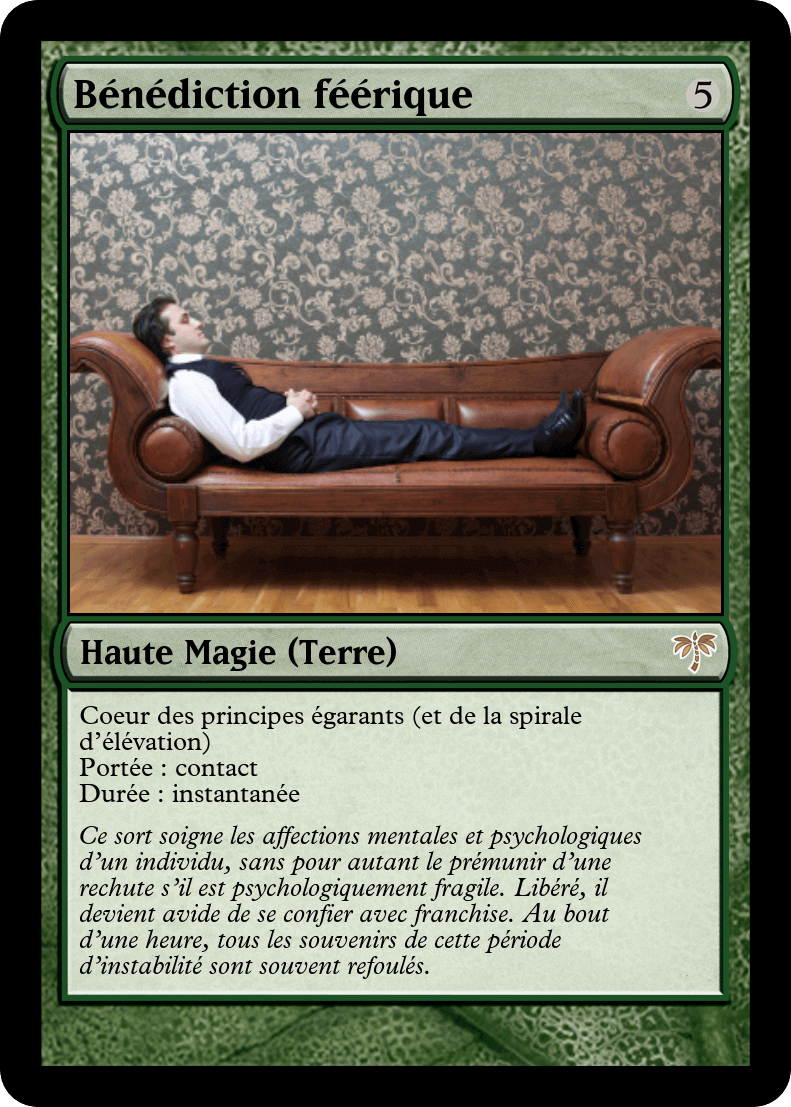 Bénédiction féérique 5
Haute Magie (Terre)
Coeur des principes égarants (et de la spirale
d'élévation)
Portée : contact
Durée : instantanée
Ce sort soigne les affections mentales et psychologiques
d'un individu, sans pour autant le prémunir d'une
rechute s'il est psychologiquement fragile. Libéré, il
devient avide de se confier avec franchise. Au bout
d'une heure, tous les souvenirs de cette période
d'instabilité sont souvent refoulés.